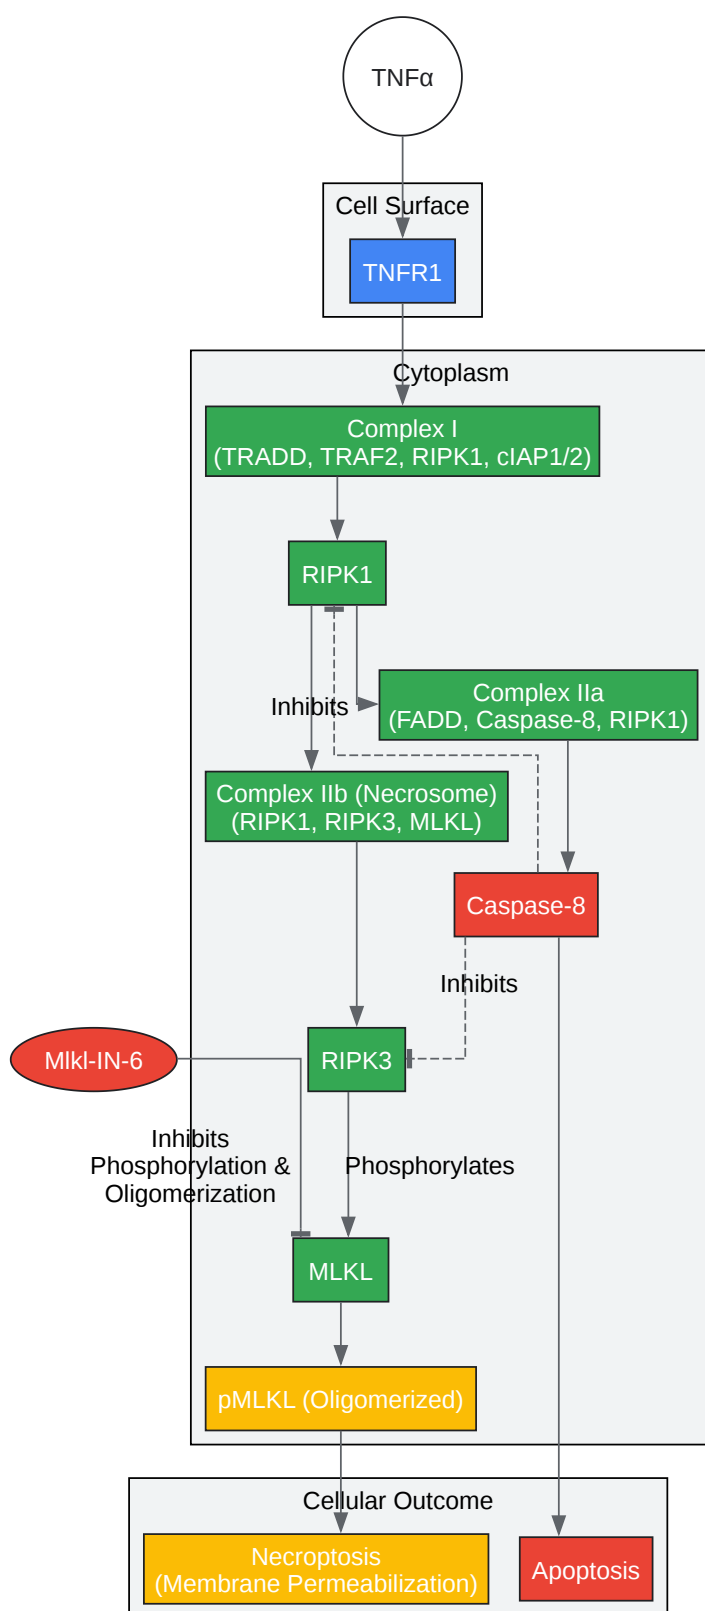 TNFα
Cell Surface
TNFR1
Cytoplasm
Complex I
(TRADD, TRAF2, RIPK1, cIAP1/2)
RIPK1
Complex IIa
(FADD, Caspase-8, RIPK1)
Inhibits
Complex IIb (Necrosome)
(RIPK1, RIPK3, MLKL)
Caspase-8
Inhibits
Mlkl-IN-6
RIPK3
Inhibits
Phosphorylation &
Oligomerization
Phosphorylates
MLKL
pMLKL (Oligomerized)
Cellular Outcome
Necroptosis
(Membrane Permeabilization)
Apoptosis